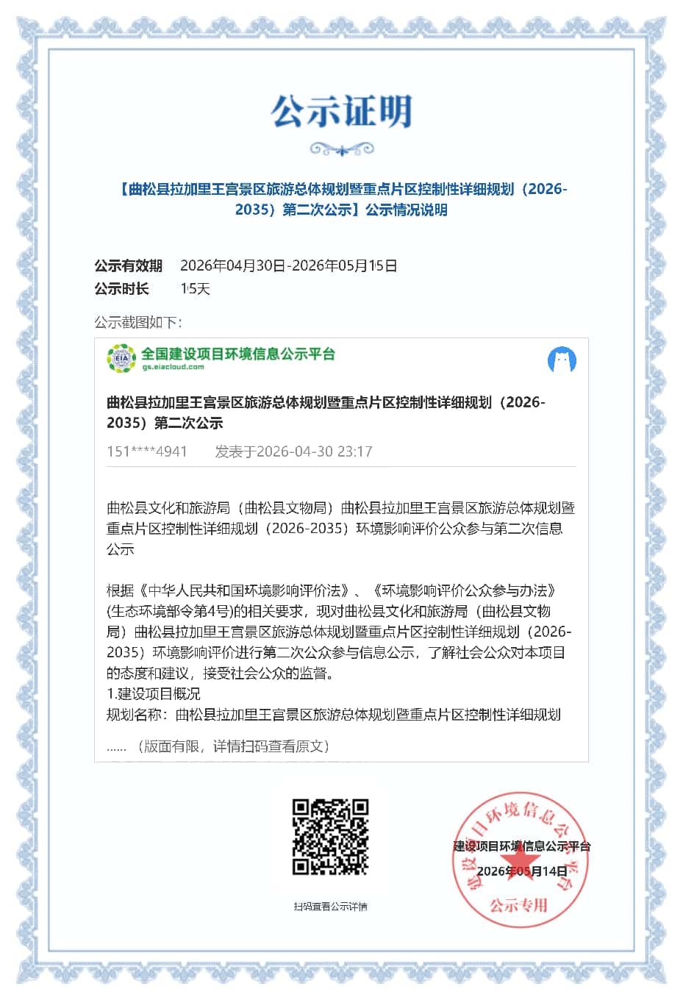 公示证明
【曲松县拉加里王宫景区旅游总体规划暨重点片区控制性详细规划（2026-
2035）第二次公示】公示情况说明
公示有效期 2026年04月30日-2026年05月15日
公示时长 15天
公示截图如下：
EIA 全国建设项目环境信息公示平台
gs.eiacloud.com
曲松县拉加里王宫景区旅游总体规划暨重点片区控制性详细规划（2026-
2035）第二次公示
151****4941 发表于2026-04-30 23:17
曲松县文化和旅游局（曲松县文物局）曲松县拉加里王宫景区旅游总体规划暨
重点片区控制性详细规划（2026-2035）环境影响评价公众参与第二次信息
公示
根据《中华人民共和国环境影响评价法》、《环境影响评价公众参与办法》
(生态环境部令第4号)的相关要求，现对曲松县文化和旅游局（曲松县文物
局）曲松县拉加里王宫景区旅游总体规划暨重点片区控制性详细规划（2026-
2035）环境影响评价进行第二次公众参与信息公示，了解社会公众对本项目
的态度和建议，接受社会公众的监督。
1.建设项目概况
规划名称：曲松县拉加里王宫景区旅游总体规划暨重点片区控制性详细规划
...... （版面有限，详情扫码查看原文）
扫码查看公示详情
建设项目环境信息公示平台
建设项目环境信息公示平台
2026年05月14日
公示专用